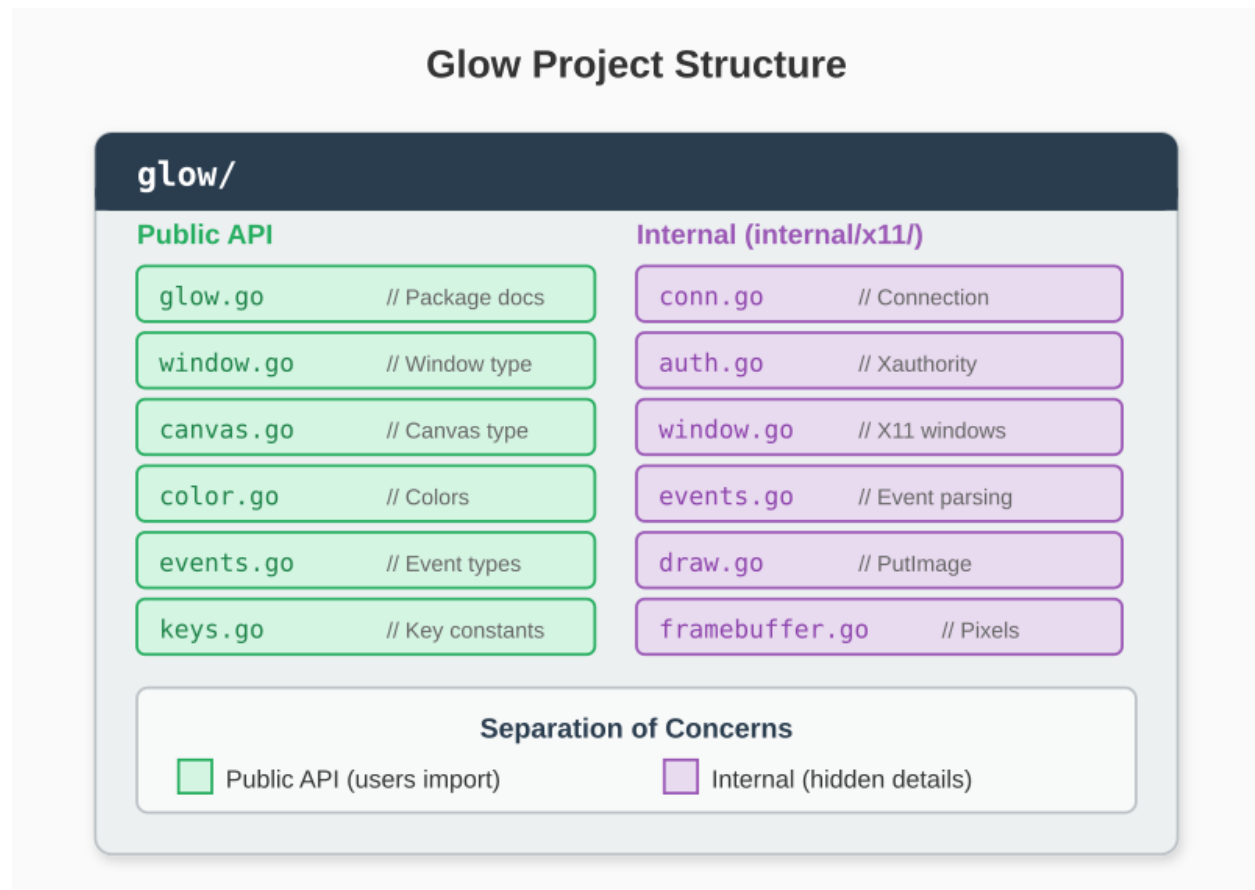 Glow Project Structure
glow/
Public API
glow.go // Package docs
window.go // Window type
canvas.go // Canvas type
color.go // Colors
events.go // Event types
keys.go // Key constants
Internal (internal/x11/)
conn.go // Connection
auth.go // Xauthority
window.go // X11 windows
events.go // Event parsing
draw.go // PutImage
framebuffer.go // Pixels
Separation of Concerns
Public API (users import)
Internal (hidden details)